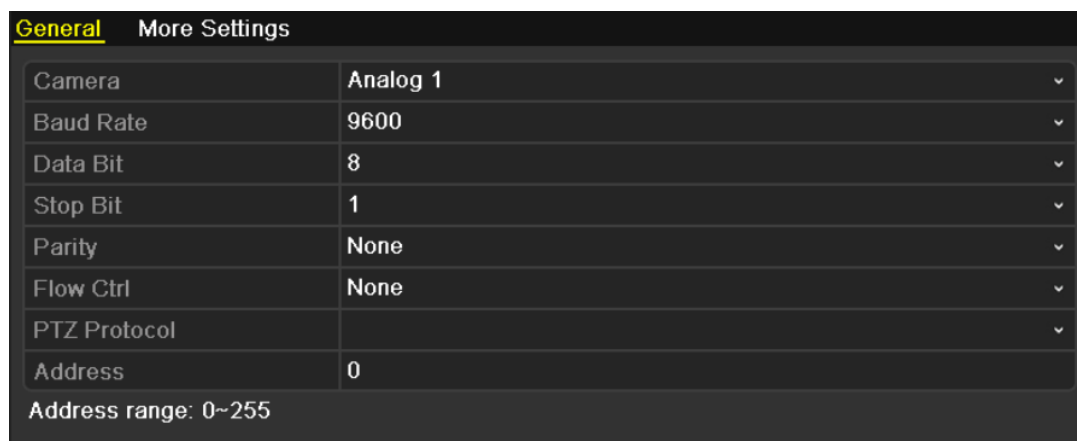 General More Settings
Camera Analog 1
Baud Rate 9600
Data Bit 8
Stop Bit 1
Parity None
Flow Ctrl None
PTZ Protocol
Address 0
Address range: 0~255